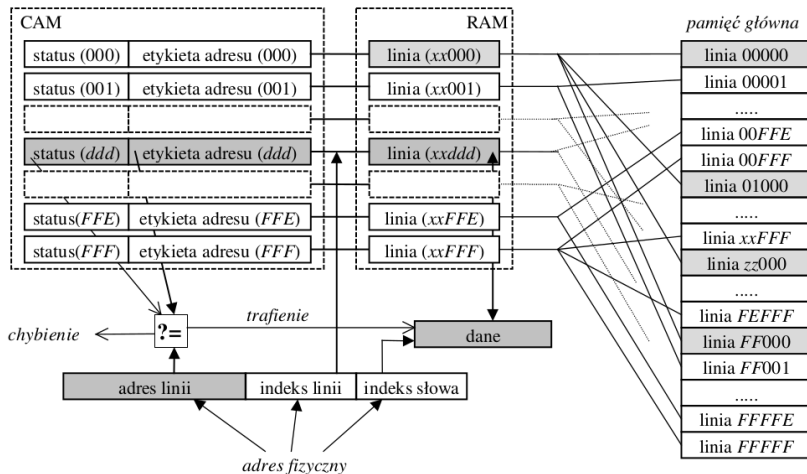 CAM
RAM
pamięć główna
status (000) etykieta adresu (000) linia (xx000) linia 00000
status (001) etykieta adresu (001) linia (xx001) linia 00001
.....
status (ddd) etykieta adresu (ddd) linia (xxddd) linia 00FFE
linia 00FFF
linia 01000
status(FFE) etykieta adresu (FFE) linia (xxFFE) .....
status(FFF) etykieta adresu (FFF) linia (xxFFF) linia xxFFF
linia zz000
.....
linia FEFFF
chybienie ?= trafienie dane linia FF000
linia FF001
adres linii indeks linii indeks słowa
.....
linia FFFFE
linia FFFFF
adres fizyczny